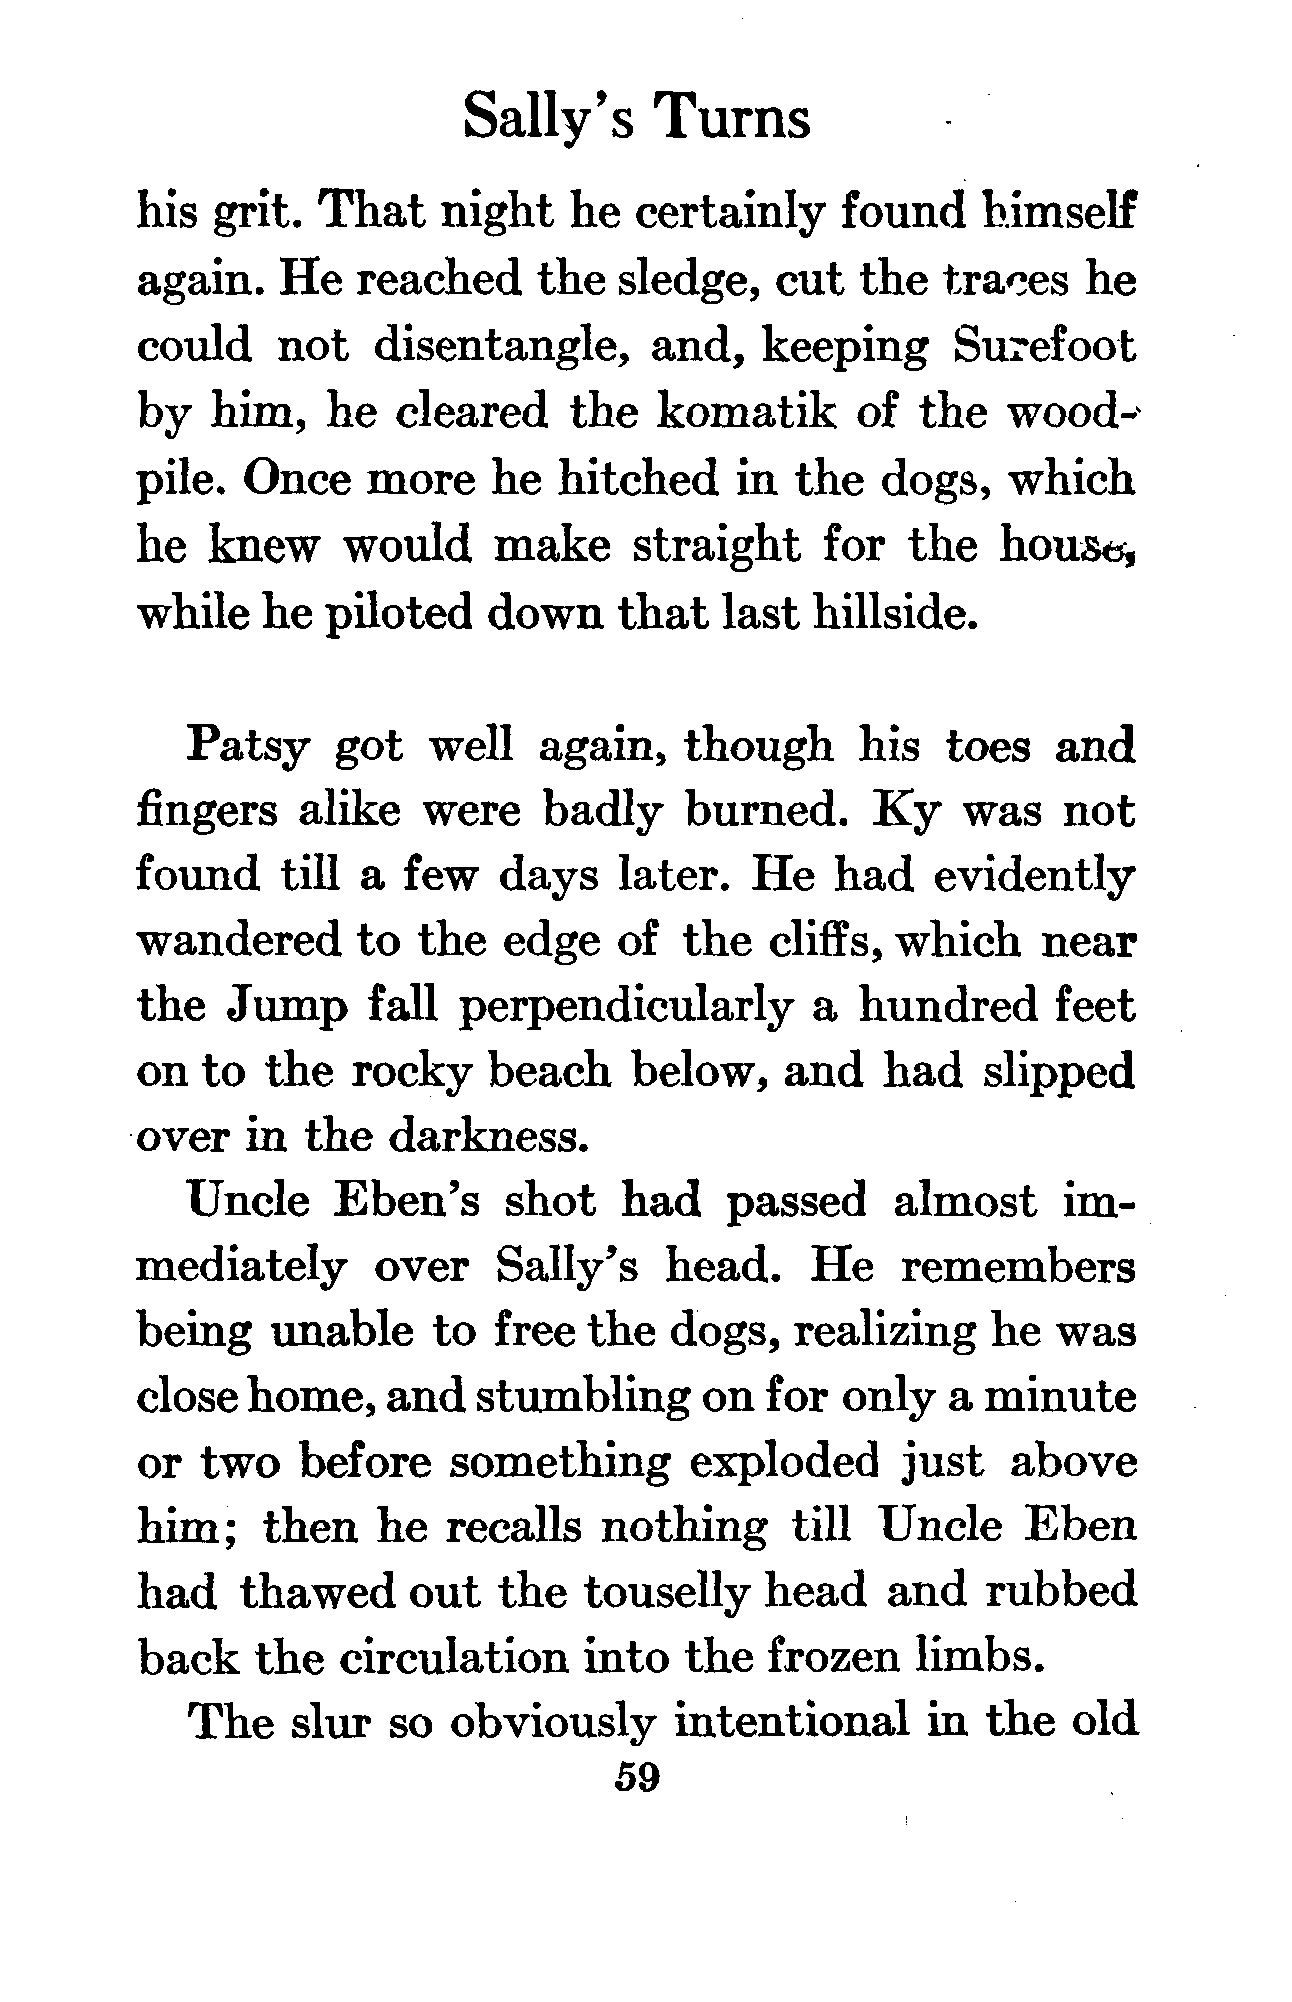 Sally's Turns
his grit. That night he certainly found himself
again. He reached the sledge, cut the traces he
could not disentangle, and, keeping Surefoot
by him, he cleared the komatik of the wood-
pile. Once more he hitched in the dogs, which
he knew would make straight for the house,
while he piloted down that last hillside.
Patsy got well again, though his toes and
fingers alike were badly burned. Ky was not
found till a few days later. He had evidently
wandered to the edge of the cliffs, which near
the Jump fall perpendicularly a hundred feet
on to the rocky beach below, and had slipped
over in the darkness.
Uncle Eben's shot had passed almost im-
mediately over Sally's head. He remembers
being unable to free the dogs, realizing he was
close home, and stumbling on for only a minute
or two before something exploded just above
him; then he recalls nothing till Uncle Eben
had thawed out the touselly head and rubbed
back the circulation into the frozen limbs.
The slur so obviously intentional in the old
59